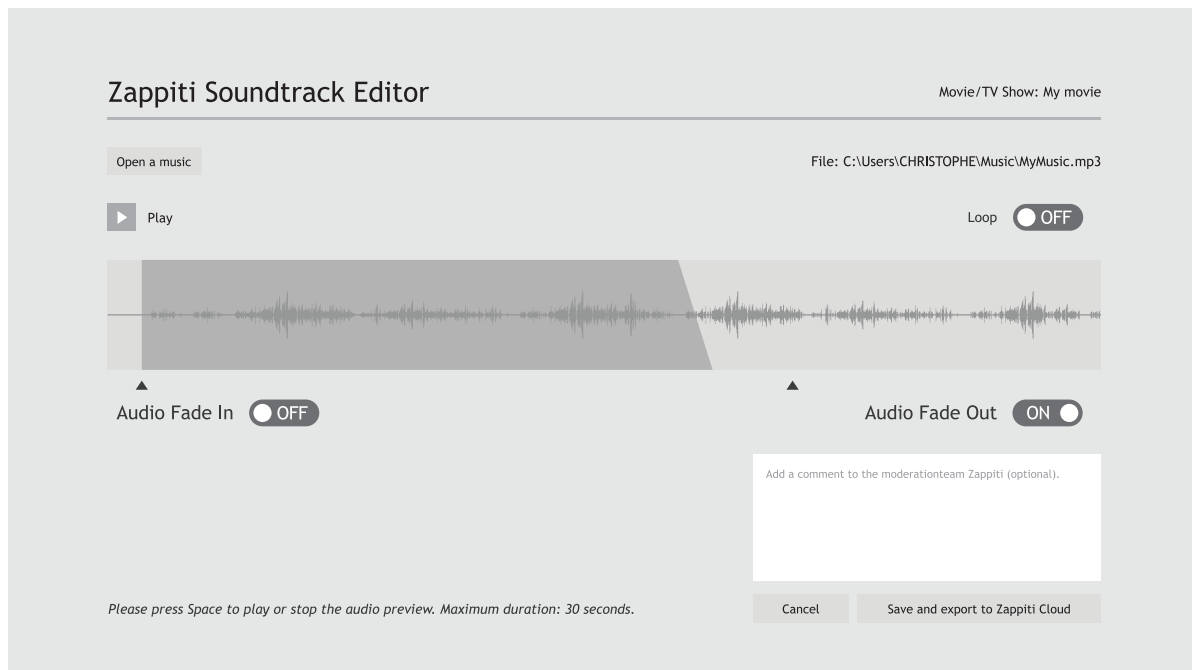 Zappiti Soundtrack Editor
Movie/TV Show: My movie
Open a music
File: C:\Users\CHRISTOPHE\Music\MyMusic.mp3
Play
Loop OFF
Audio Fade In OFF
Audio Fade Out ON
Add a comment to the moderationteam Zappiti (optional).
Please press Space to play or stop the audio preview. Maximum duration: 30 seconds.
Cancel
Save and export to Zappiti Cloud